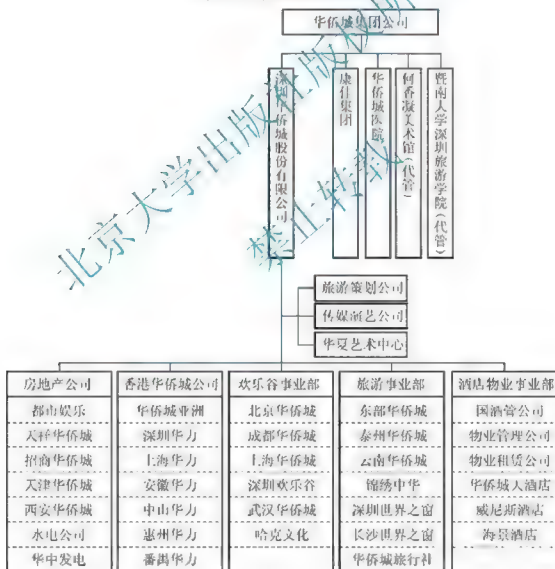 华侨城集团公司
深圳华侨城股份有限公司
康佳集团
华侨城医院
何香凝美术馆(代管)
暨南大学深圳旅游学院(代管)
旅游策划公司
传媒演艺公司
华夏艺术中心
房地产公司
香港华侨城公司
欢乐谷事业部
旅游事业部
酒店物业事业部
都市娱乐
华侨城亚洲
北京华侨城
东部华侨城
国酒管公司
天祥华侨城
深圳华力
成都华侨城
泰州华侨城
物业管理公司
招商华侨城
上海华力
上海华侨城
云南华侨城
物业租赁公司
天津华侨城
安徽华力
深圳欢乐谷
锦绣中华
华侨城大酒店
西安华侨城
中山华力
武汉华侨城
深圳世界之窗
威尼斯酒店
水电公司
惠州华力
哈克文化
长沙世界之窗
海景酒店
华中发电
番禺华力
华侨城旅行社
北京大学出版社版权所
禁止转载